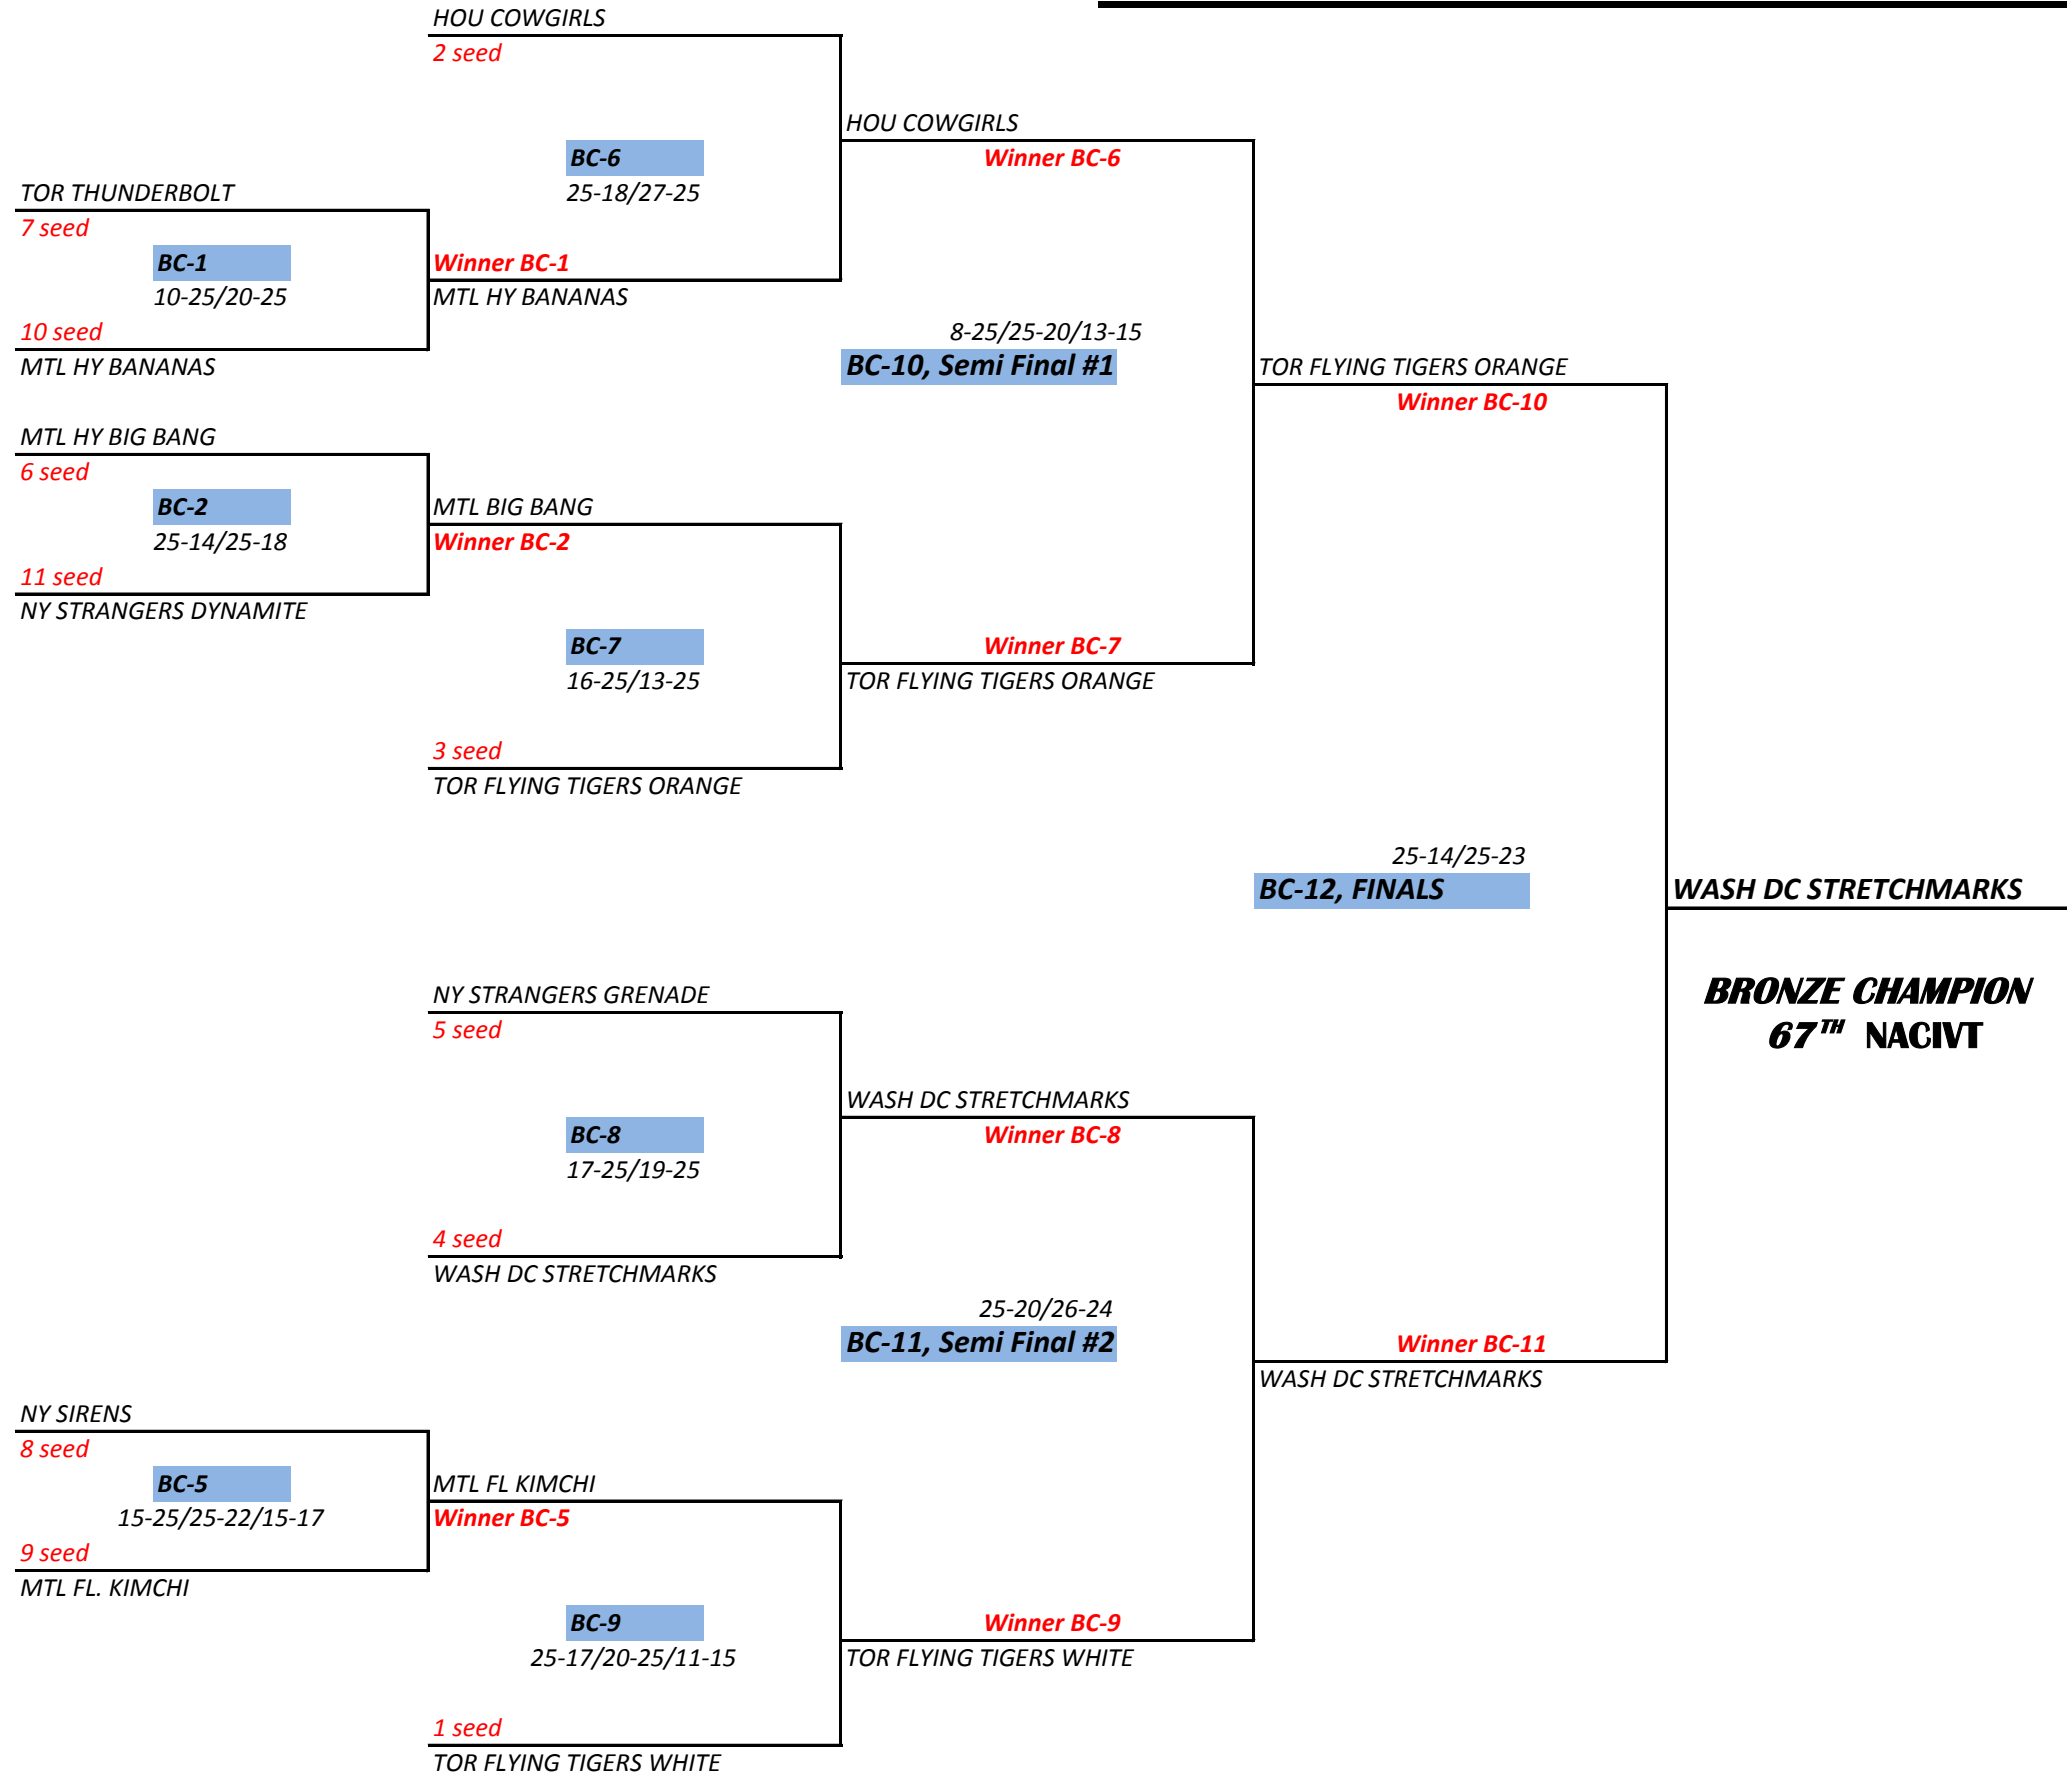 HOU COWGIRLS
2 seed
HOU COWGIRLS
BC-6
Winner BC-6
TOR THUNDERBOLT
25-18/27-25
7 seed
BC-1
Winner BC-1
10-25/20-25
MTL HY BANANAS
10 seed
8-25/25-20/13-15
MTL HY BANANAS
BC-10, Semi Final #1
TOR FLYING TIGERS ORANGE
Winner BC-10
MTL HY BIG BANG
6 seed
BC-2
MTL BIG BANG
25-14/25-18
Winner BC-2
11 seed
NY STRANGERS DYNAMITE
BC-7
Winner BC-7
16-25/13-25
TOR FLYING TIGERS ORANGE
3 seed
TOR FLYING TIGERS ORANGE
25-14/25-23
BC-12, FINALS
WASH DC STRETCHMARKS
NY STRANGERS GRENADE
BRONZE CHAMPION
5 seed
67TH NACIVT
WASH DC STRETCHMARKS
BC-8
Winner BC-8
17-25/19-25
4 seed
WASH DC STRETCHMARKS
25-20/26-24
BC-11, Semi Final #2
Winner BC-11
WASH DC STRETCHMARKS
NY SIRENS
8 seed
BC-5
MTL FL KIMCHI
15-25/25-22/15-17
Winner BC-5
9 seed
MTL FL. KIMCHI
BC-9
Winner BC-9
25-17/20-25/11-15
TOR FLYING TIGERS WHITE
1 seed
TOR FLYING TIGERS WHITE